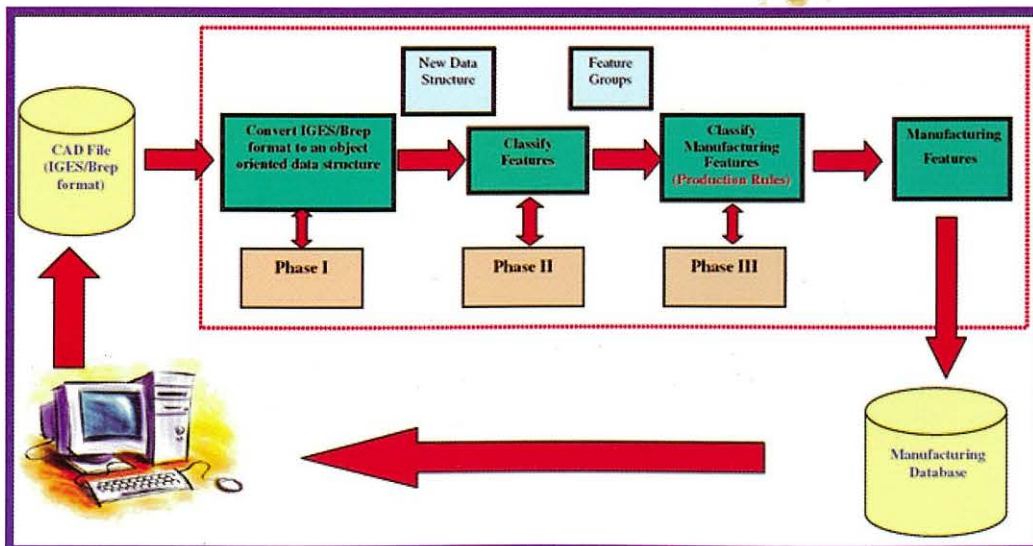 New Data
Structure
Feature
Groups
CAD File
(IGES/Brep
format)
Convert IGES/Brep
format to an object
oriented data structure
Classify
Features
Classify
Manufacturing
Features
(Production Rules)
Manufacturing
Features
Phase I
Phase II
Phase III
Manufacturing
Database